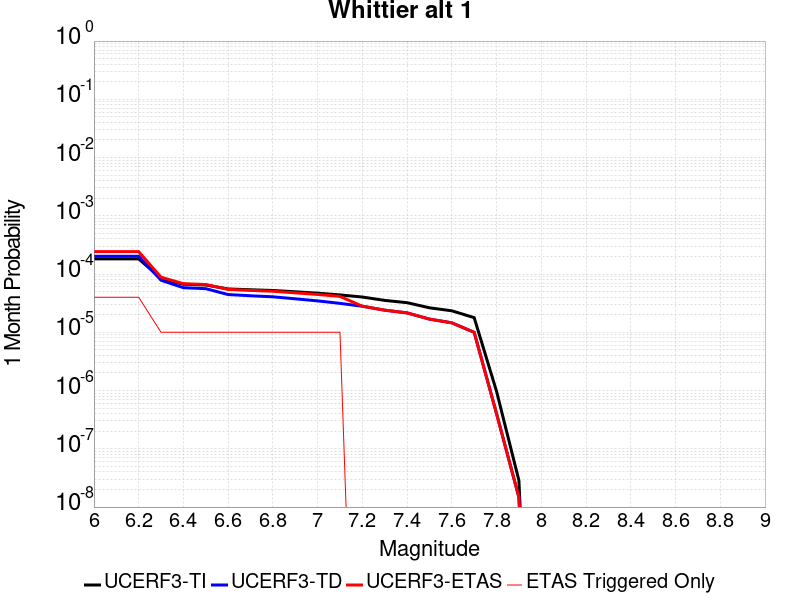 Whittier alt 1
10^0
10^-1
10^-2
10^-3
10^-4
10^-5
10^-6
10^-7
10^-8
1 Month Probability
6 6.2 6.4 6.6 6.8 7 7.2 7.4 7.6 7.8 8 8.2 8.4 8.6 8.8 9
Magnitude
UCERF3-TI UCERF3-TD UCERF3-ETAS ETAS Triggered Only